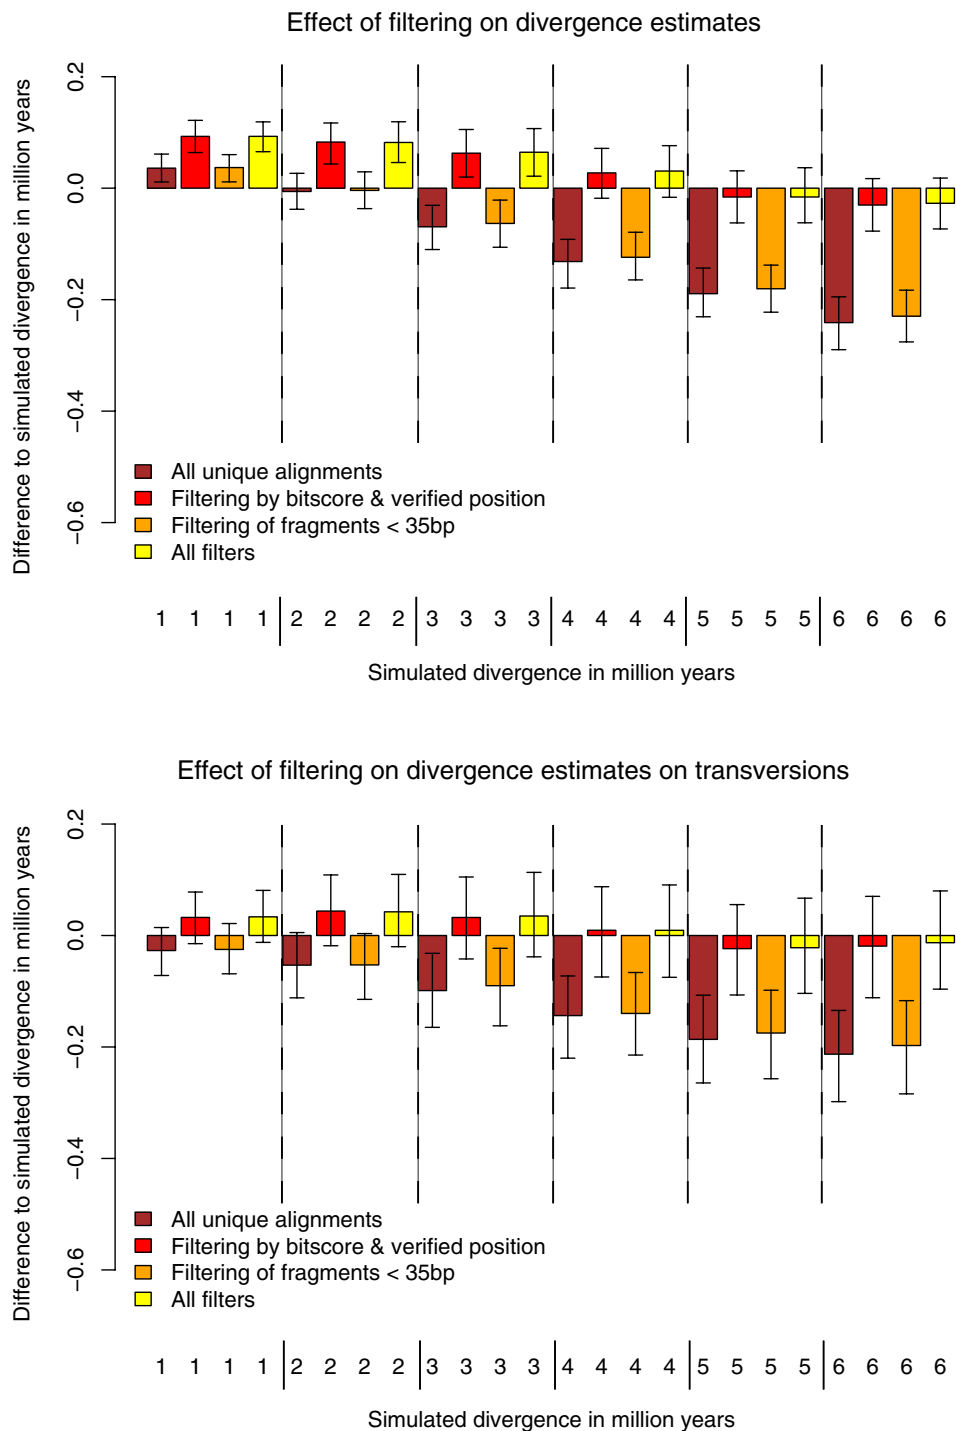 Effect of filtering on divergence estimates
Difference to simulated divergence in million years
0.2
0.0
−0.2
−0.4
−0.6
All unique alignments
Filtering by bitscore & verified position
Filtering of fragments < 35bp
All filters
1 1 1 1 2 2 2 2 3 3 3 3 4 4 4 4 5 5 5 5 6 6 6 6
Simulated divergence in million years
Effect of filtering on divergence estimates on transversions
Difference to simulated divergence in million years
0.2
0.0
−0.2
−0.4
−0.6
All unique alignments
Filtering by bitscore & verified position
Filtering of fragments < 35bp
All filters
1 1 1 1 2 2 2 2 3 3 3 3 4 4 4 4 5 5 5 5 6 6 6 6
Simulated divergence in million years